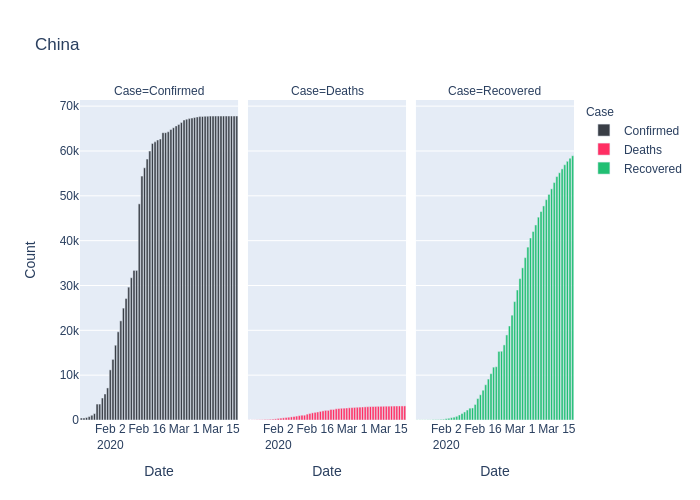 China
Case=Confirmed Case=Deaths Case=Recovered
Case
Confirmed
Deaths
Recovered
Count
70k
60k
50k
40k
30k
20k
10k
0
Feb 2 Feb 16 Mar 1 Mar 15 Feb 2 Feb 16 Mar 1 Mar 15 Feb 2 Feb 16 Mar 1 Mar 15
2020 2020 2020
Date Date Date